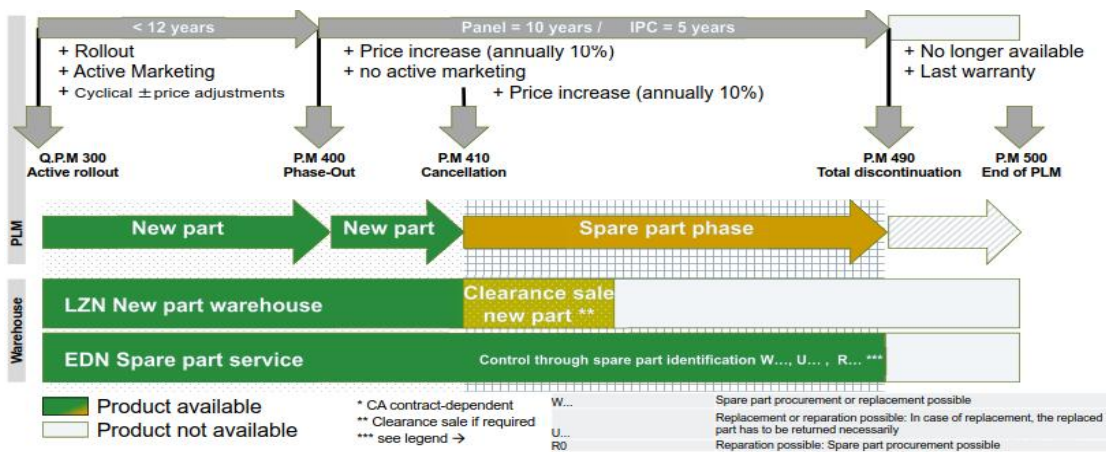 < 12 years
Panel = 10 years / IPC = 5 years
+ Rollout
+ Active Marketing
+ Cyclical ±price adjustments
+ Price increase (annually 10%)
+ no active marketing
+ Price increase (annually 10%)
+ No longer available
+ Last warranty
Q.P.M 300
Active rollout
P.M 400
Phase-Out
P.M 410
Cancellation
P.M 490
Total discontinuation
P.M 500
End of PLM
PLM
New part
New part
Spare part phase
Warehouse
LZN New part warehouse
Clearance sale
new part **
EDN Spare part service
Control through spare part identification W..., U... , R... ***
Product available
Product not available
* CA contract-dependent
** Clearance sale if required
*** see legend →
W... Spare part procurement or replacement possible
U... Replacement or reparation possible: In case of replacement, the replaced
part has to be returned necessarily
R0 Reparation possible: Spare part procurement possible